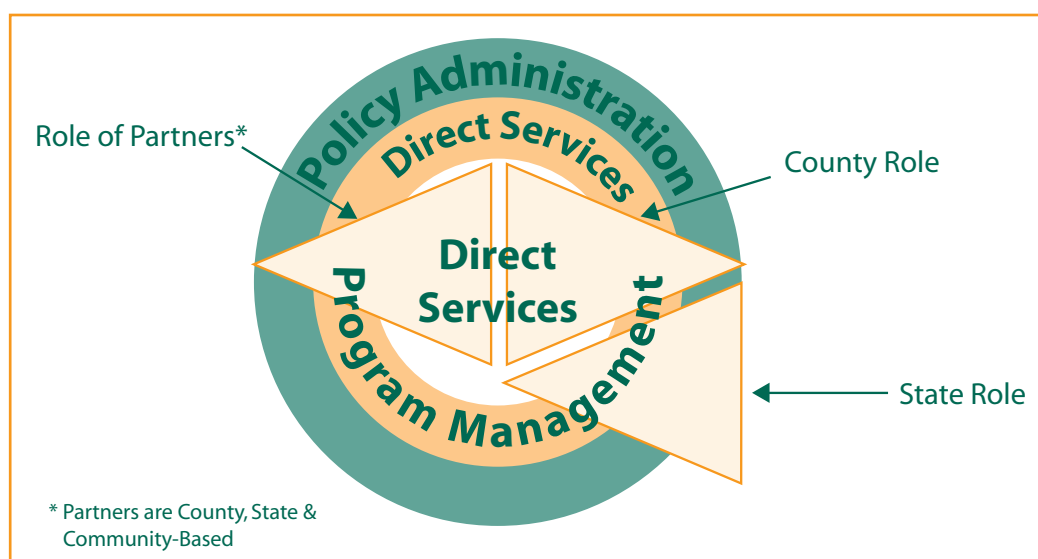 Policy Administration
Direct Services
Role of Partners*
County Role
Direct
Services
Program Management
State Role
* Partners are County, State &
Community-Based